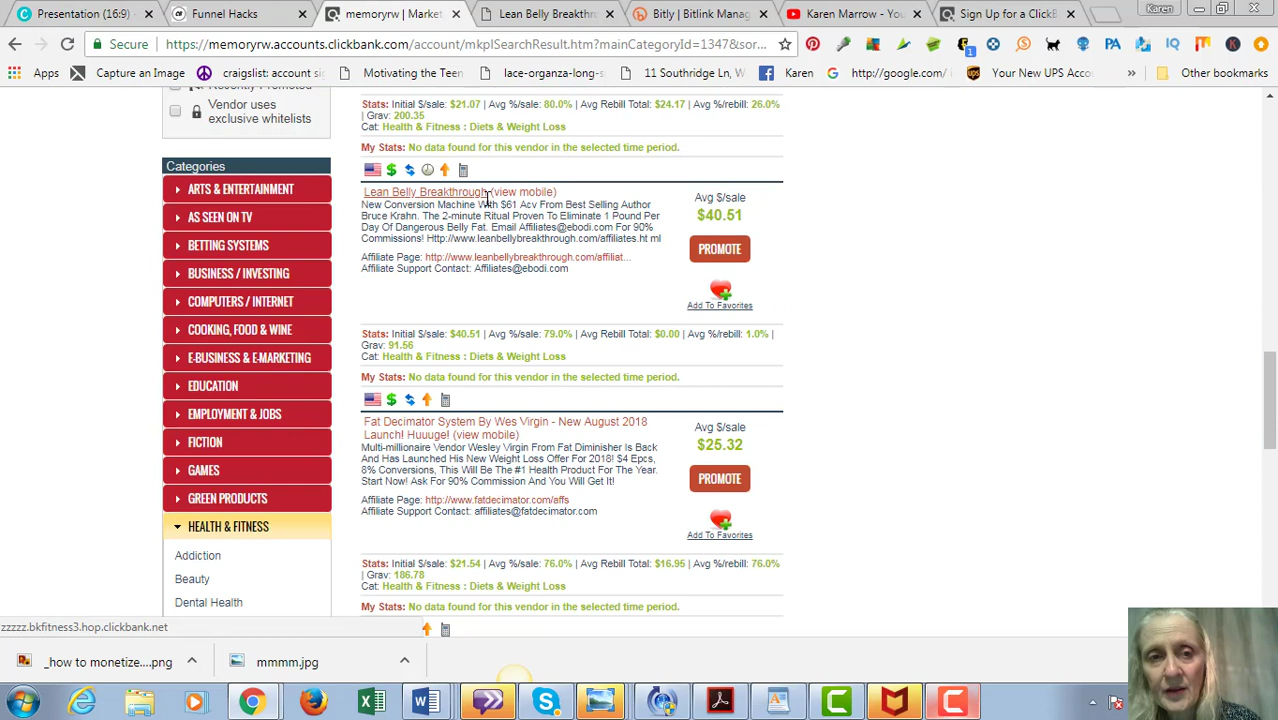 Presentation (16:9)
Funnel Hacks
memoryrw | Market
Lean Belly Breakthro
Bitly | Bitlink Manag
Karen Marrow - You
Sign Up for a ClickB
Karen
Secure
https://memoryrw.accounts.clickbank.com/account/mkplSearchResult.htm?mainCategoryId=1347&sor...
Apps
Capture an Image
craigslist:account si
Motivating the Teen
lace-organza-long-s
11 Southridge Ln, W
Karen
http://google.com/
Your New UPS Acco
»
Other bookmarks
Recently Promoted
Vendor uses
exclusive whitelists
Categories
ARTS & ENTERTAINMENT
AS SEEN ON TV
BETTING SYSTEMS
BUSINESS / INVESTING
COMPUTERS / INTERNET
COOKING, FOOD & WINE
E-BUSINESS & E-MARKETING
EDUCATION
EMPLOYMENT & JOBS
FICTION
GAMES
GREEN PRODUCTS
HEALTH & FITNESS
Addiction
Beauty
Dental Health
Stats: Initial $/sale: $21.07 | Avg %/sale: 80.0% | Avg Rebill Total: $24.17 | Avg %/rebill: 26.0%
| Grav: 200.35
Cat: Health & Fitness : Diets & Weight Loss
My Stats: No data found for this vendor in the selected time period.
Lean Belly Breakthrough (view mobile)
New Conversion Machine With $61 Acv From Best Selling Author
Bruce Krahn. The 2-minute Ritual Proven To Eliminate 1 Pound Per
Day Of Dangerous Belly Fat. Email Affiliates@ebodi.com For 90%
Commissions! Http://www.leanbellybreakthrough.com/affiliates.ht ml
Affiliate Page: http://www.leanbellybreakthrough.com/affiliat...
Affiliate Support Contact: Affiliates@ebodi.com
Avg $/sale
$40.51
PROMOTE
Add To Favorites
Stats: Initial $/sale: $40.51 | Avg %/sale: 79.0% | Avg Rebill Total: $0.00 | Avg %/rebill: 1.0% |
Grav: 91.56
Cat: Health & Fitness : Diets & Weight Loss
My Stats: No data found for this vendor in the selected time period.
Fat Decimator System By Wes Virgin - New August 2018
Launch! Huuuge! (view mobile)
Multi-millionaire Vendor Wesley Virgin From Fat Diminisher Is Back
And Has Launched His New Weight Loss Offer For 2018! $4 Epcs,
8% Conversions, This Will Be The #1 Health Product For The Year.
Start Now! Ask For 90% Commission And You Will Get It!
Affiliate Page: http://www.fatdecimator.com/affs
Affiliate Support Contact: affiliates@fatdecimator.com
Avg $/sale
$25.32
PROMOTE
Add To Favorites
Stats: Initial $/sale: $21.54 | Avg %/sale: 76.0% | Avg Rebill Total: $16.95 | Avg %/rebill: 76.0%
| Grav: 186.78
Cat: Health & Fitness : Diets & Weight Loss
My Stats: No data found for this vendor in the selected time period.
zzzzz.bkfitness3.hop.clickbank.net
_how to monetize....png
mmmm.jpg